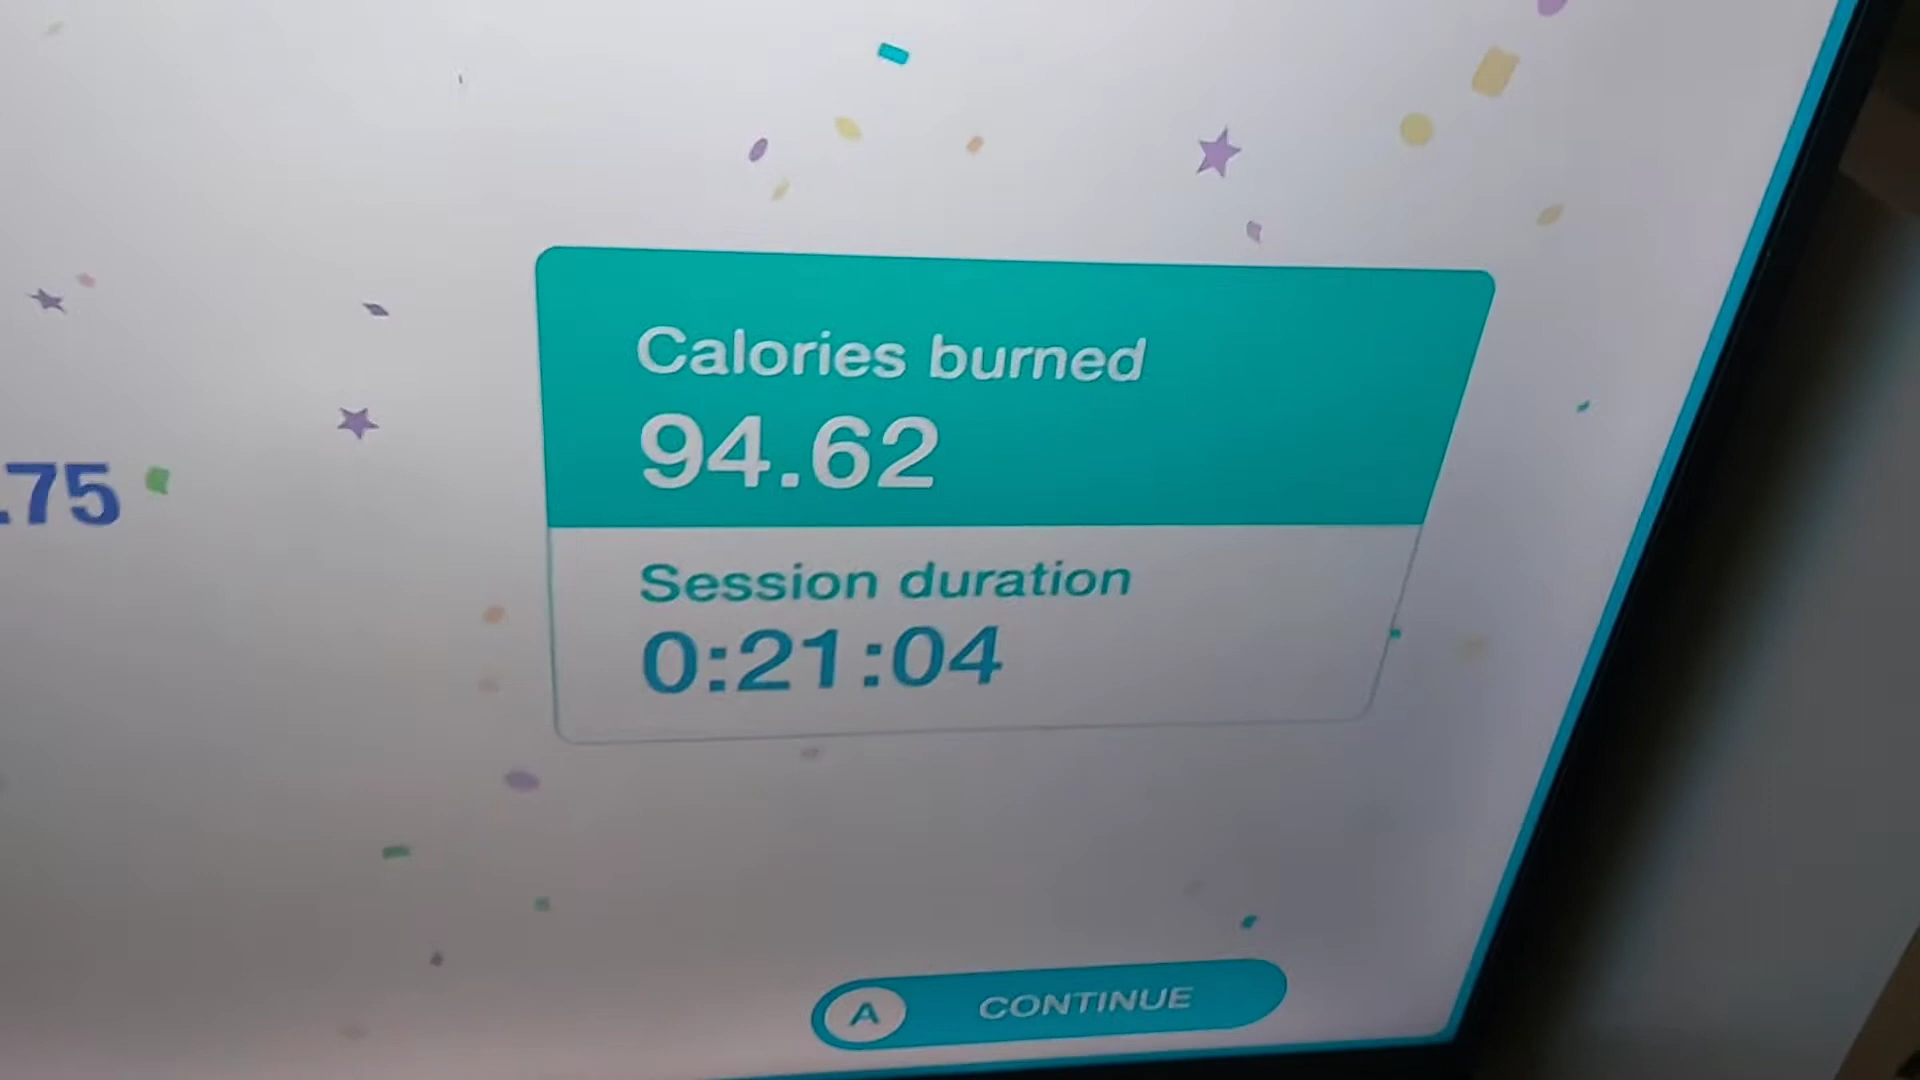 Calories burned
94.62
.75
Session duration
0:21:04
A CONTINUE